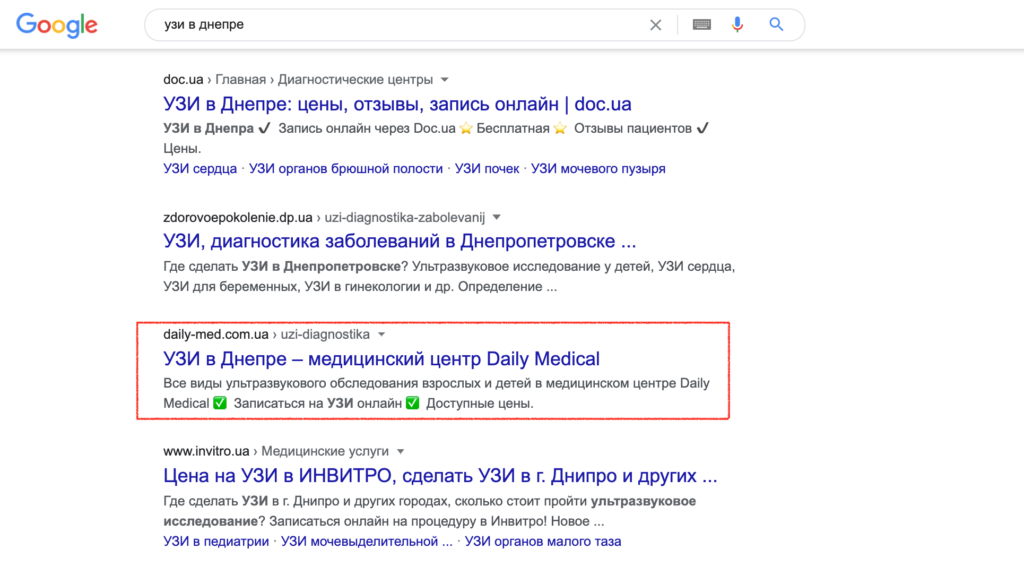 Google
узи в днепре
doc.ua › Главная › Диагностические центры
УЗИ в Днепре: цены, отзывы, запись онлайн | doc.ua
УЗИ в Днепра ✔ Запись онлайн через Doc.ua ⭐ Бесплатная ⭐ Отзывы пациентов ✔
Цены.
УЗИ сердца · УЗИ органов брюшной полости · УЗИ почек · УЗИ мочевого пузыря
zdorovoepokolenie.dp.ua › uzi-diagnostika-zabolevanij
УЗИ, диагностика заболеваний в Днепропетровске ...
Где сделать УЗИ в Днепропетровске? Ультразвуковое исследование у детей, УЗИ сердца,
УЗИ для беременных, УЗИ в гинекологии и др. Определение ...
daily-med.com.ua › uzi-diagnostika
УЗИ в Днепре – медицинский центр Daily Medical
Все виды ультразвукового обследования взрослых и детей в медицинском центре Daily
Medical ✅ Записаться на УЗИ онлайн ✅ Доступные цены.
www.invitro.ua › Медицинские услуги
Цена на УЗИ в ИНВИТРО, сделать УЗИ в г. Днипро и других ...
Где сделать УЗИ в г. Днипро и других городах, сколько стоит пройти ультразвуковое
исследование? Записаться онлайн на процедуру в Инвитро! Новое ...
УЗИ в педиатрии · УЗИ мочевыделительной ... · УЗИ органов малого таза